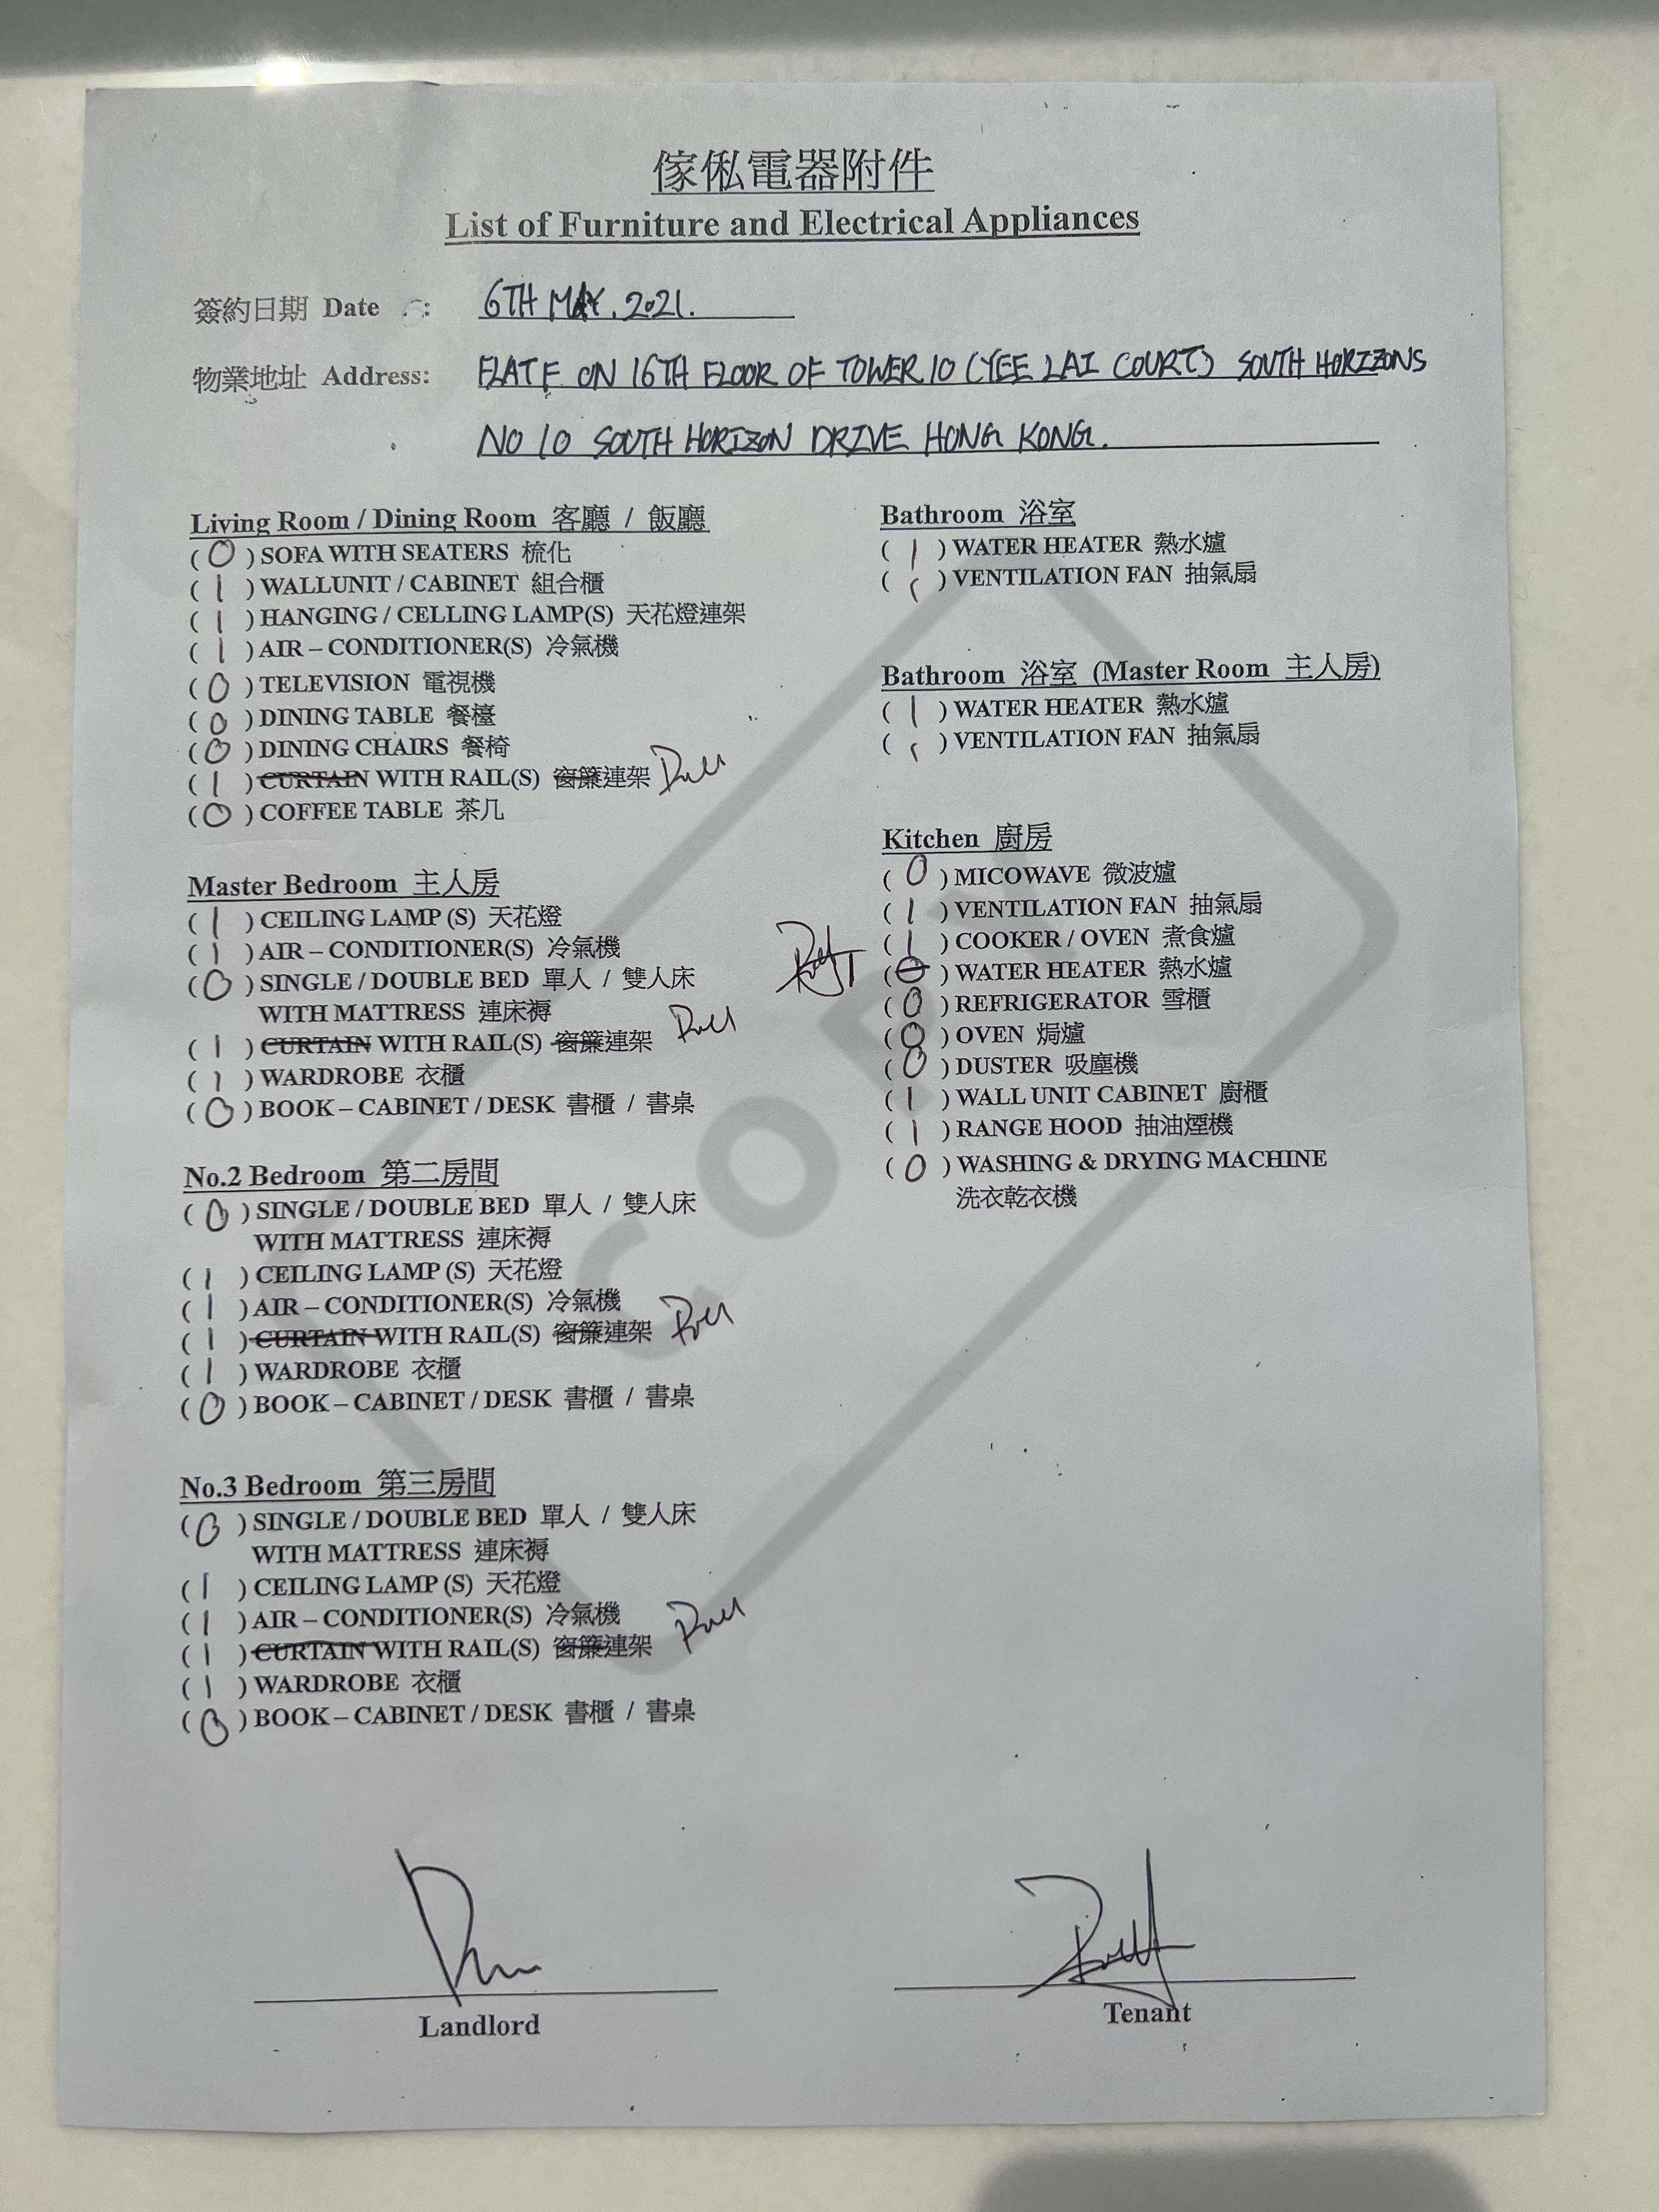 傢俬電器附件
List of Furniture and Electrical Appliances
簽約日期 Date : 6TH MAY. 2021.
物業地址 Address: FLAT F ON 16TH FLOOR OF TOWER 10 (YEE LAI COURT) SOUTH HORIZONS
NO 10 SOUTH HORIZON DRIVE HONG KONG.
Living Room / Dining Room 客廳 / 飯廳
( 0 ) SOFA WITH SEATERS 梳化
( 1 ) WALLUNIT / CABINET 組合櫃
( 1 ) HANGING / CELLING LAMP(S) 天花燈連架
( 1 ) AIR – CONDITIONER(S) 冷氣機
( 0 ) TELEVISION 電視機
( 0 ) DINING TABLE 餐檯
( 0 ) DINING CHAIRS 餐椅
( 1 ) CURTAIN WITH RAIL(S) 窗簾連架
( 0 ) COFFEE TABLE 茶几
Master Bedroom 主人房
( 1 ) CEILING LAMP (S) 天花燈
( 1 ) AIR – CONDITIONER(S) 冷氣機
( 0 ) SINGLE / DOUBLE BED 單人 / 雙人床
WITH MATTRESS 連床褥
( 1 ) CURTAIN WITH RAIL(S) 窗簾連架
( 1 ) WARDROBE 衣櫃
( 0 ) BOOK – CABINET / DESK 書櫃 / 書桌
No.2 Bedroom 第二房間
( 0 ) SINGLE / DOUBLE BED 單人 / 雙人床
WITH MATTRESS 連床褥
( 1 ) CEILING LAMP (S) 天花燈
( 1 ) AIR – CONDITIONER(S) 冷氣機
( 1 ) CURTAIN WITH RAIL(S) 窗簾連架
( 1 ) WARDROBE 衣櫃
( 0 ) BOOK – CABINET / DESK 書櫃 / 書桌
No.3 Bedroom 第三房間
( 0 ) SINGLE / DOUBLE BED 單人 / 雙人床
WITH MATTRESS 連床褥
( 1 ) CEILING LAMP (S) 天花燈
( 1 ) AIR – CONDITIONER(S) 冷氣機
( 1 ) CURTAIN WITH RAIL(S) 窗簾連架
( 1 ) WARDROBE 衣櫃
( 0 ) BOOK – CABINET / DESK 書櫃 / 書桌
Bathroom 浴室
( 1 ) WATER HEATER 熱水爐
( 1 ) VENTILATION FAN 抽氣扇
Bathroom 浴室 (Master Room 主人房)
( 1 ) WATER HEATER 熱水爐
( 1 ) VENTILATION FAN 抽氣扇
Kitchen 廚房
( 0 ) MICOWAVE 微波爐
( 1 ) VENTILATION FAN 抽氣扇
( 1 ) COOKER / OVEN 煮食爐
1 ( 0 ) WATER HEATER 熱水爐
( 0 ) REFRIGERATOR 雪櫃
( 0 ) OVEN 焗爐
( 0 ) DUSTER 吸塵機
( 1 ) WALL UNIT CABINET 廚櫃
( 1 ) RANGE HOOD 抽油煙機
( 0 ) WASHING & DRYING MACHINE
洗衣乾衣機
COPY
Landlord
Tenant